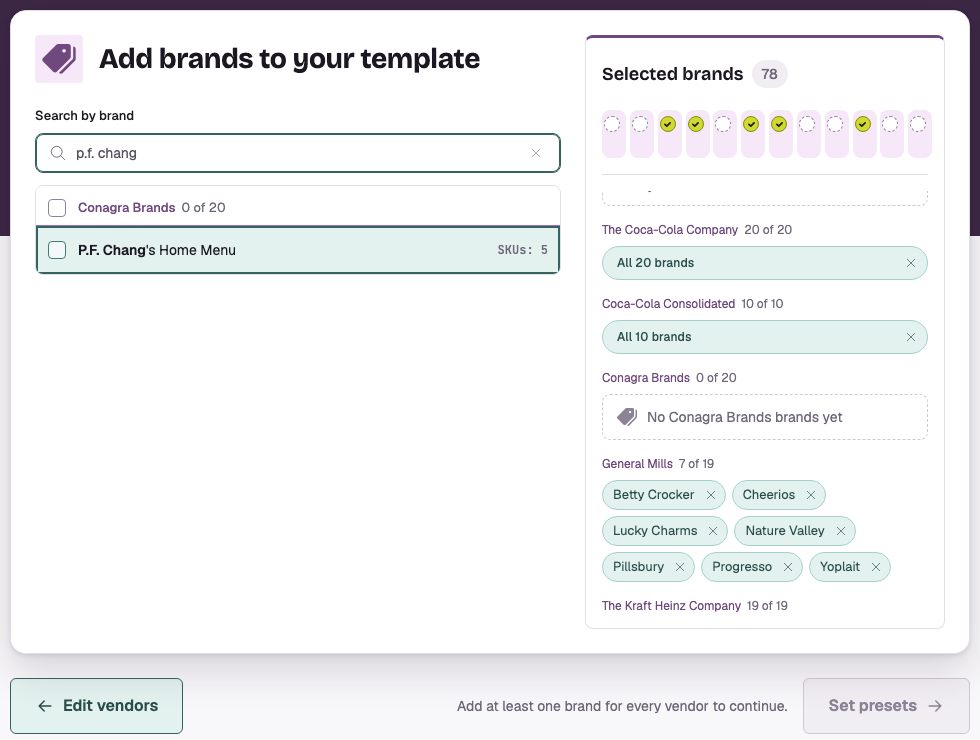 Add brands to your template
Search by brand
p.f. chang
Conagra Brands 0 of 20
P.F. Chang's Home Menu SKUs: 5
Selected brands 78
The Coca-Cola Company 20 of 20
All 20 brands
Coca-Cola Consolidated 10 of 10
All 10 brands
Conagra Brands 0 of 20
No Conagra Brands brands yet
General Mills 7 of 19
Betty Crocker Cheerios
Lucky Charms Nature Valley
Pillsbury Progresso Yoplait
The Kraft Heinz Company 19 of 19
Edit vendors
Add at least one brand for every vendor to continue.
Set presets